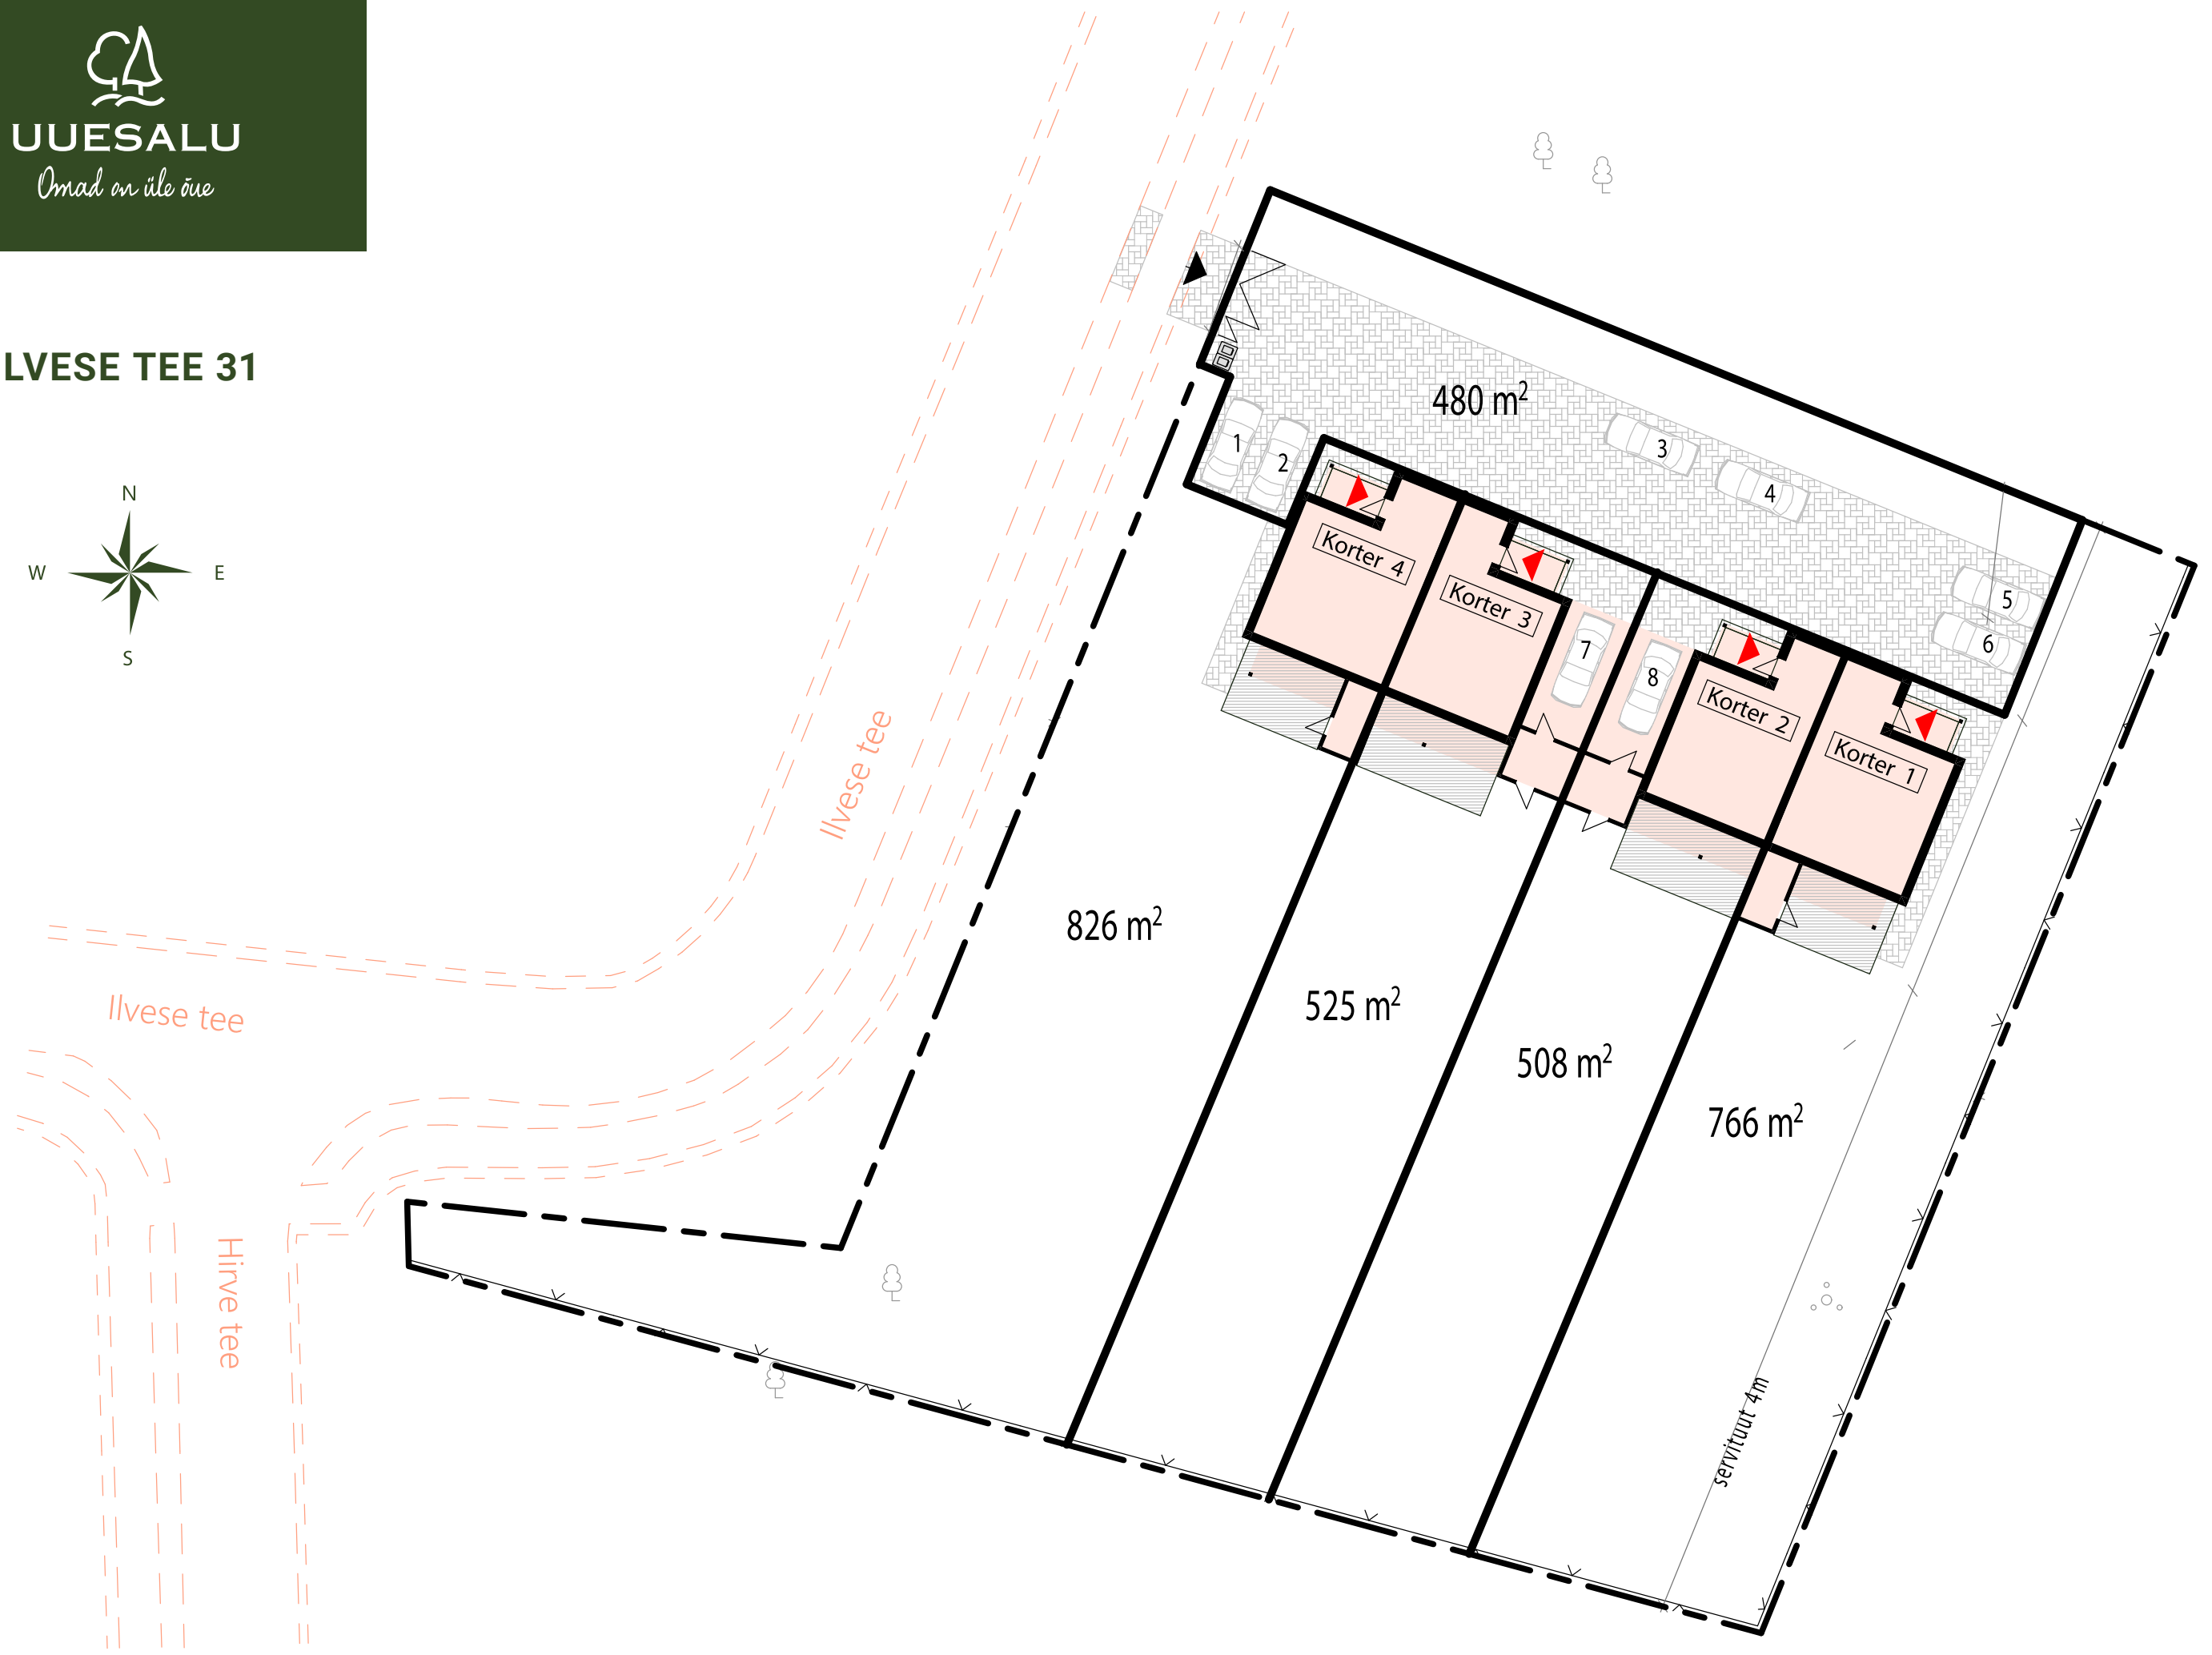 UUESALU
Omad on üle õue
LVESE TEE 31
N
W
E
S
480 m²
1
2
3
4
5
6
7
8
Korter 4
Korter 3
Korter 2
Korter 1
826 m²
525 m²
508 m²
766 m²
Ilvese tee
Ilvese tee
Hirve tee
servituut 4m